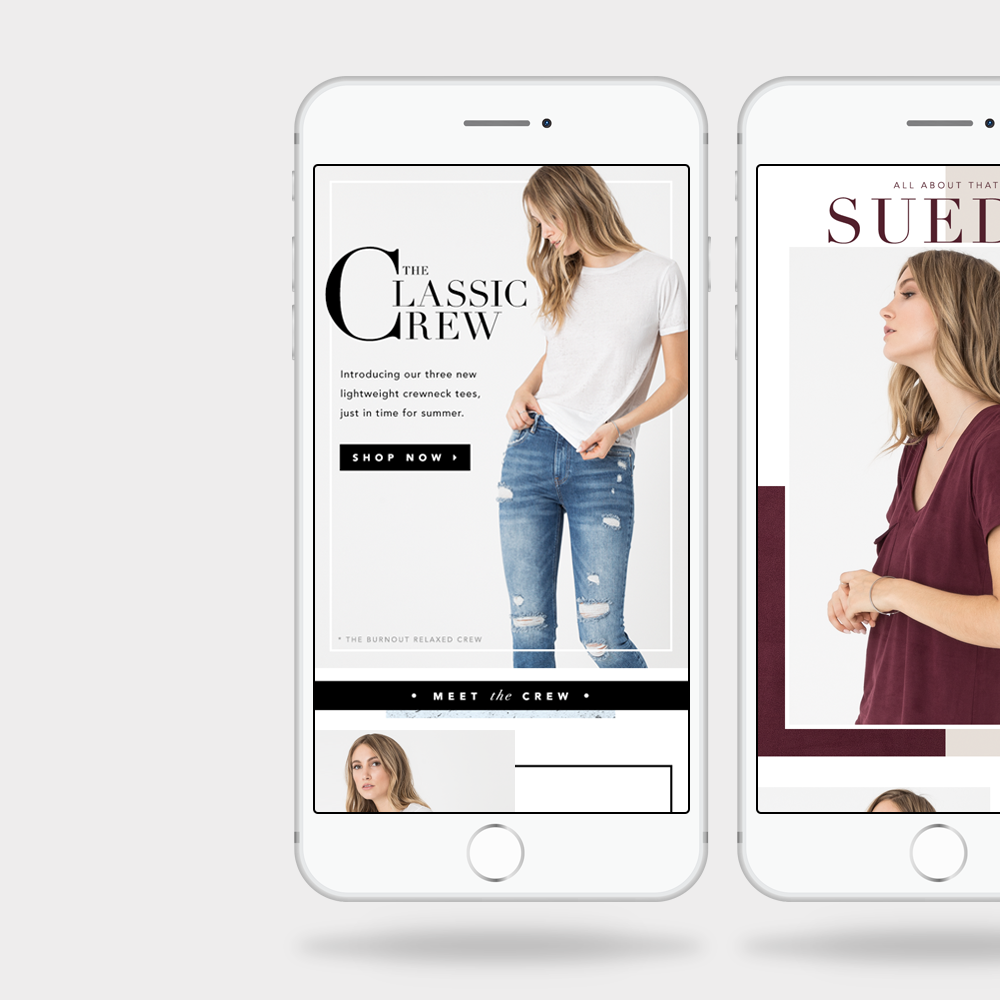 THE
CLASSIC
CREW
Introducing our three new
lightweight crewneck tees,
just in time for summer.
SHOP NOW ›
* THE BURNOUT RELAXED CREW
• MEET the CREW •
ALL ABOUT THAT
SUED